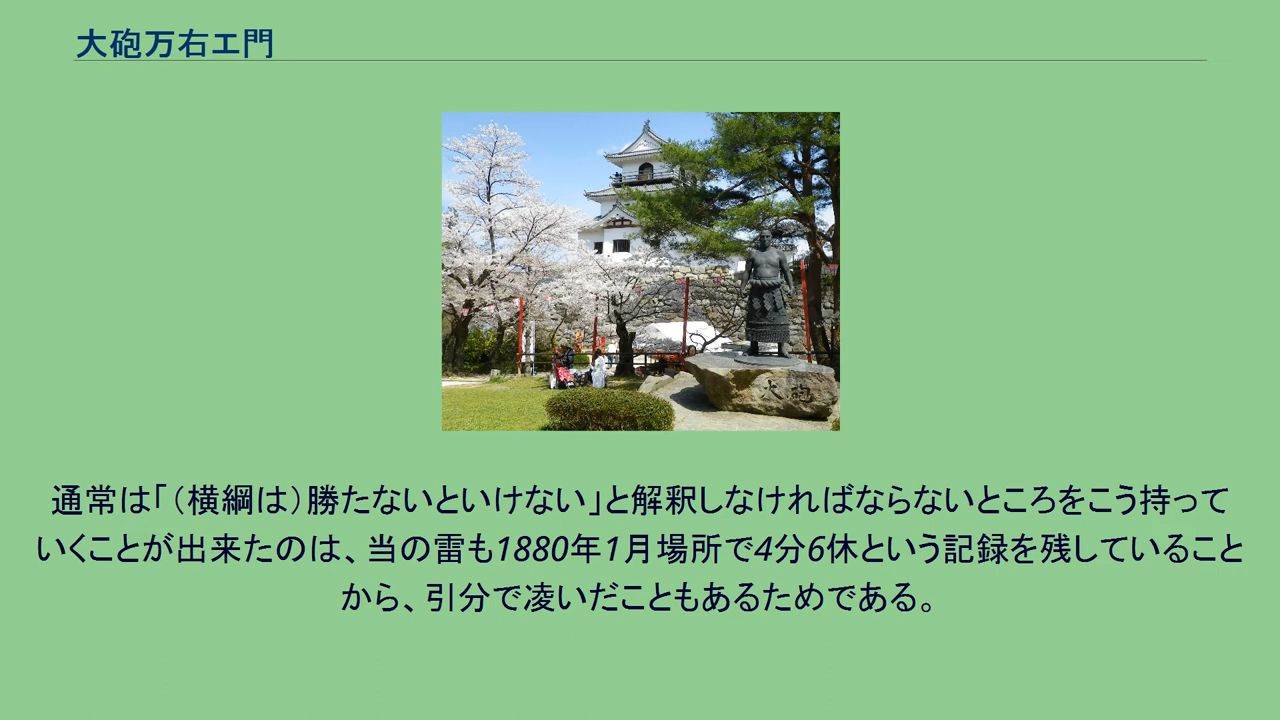 大砲万右エ門
大砲
通常は「（横綱は）勝たないといけない」と解釈しなければならないところをこう持って
いくことが出来たのは、当の雷も1880年1月場所で4分6休という記録を残していること
から、引分で凌いだこともあるためである。